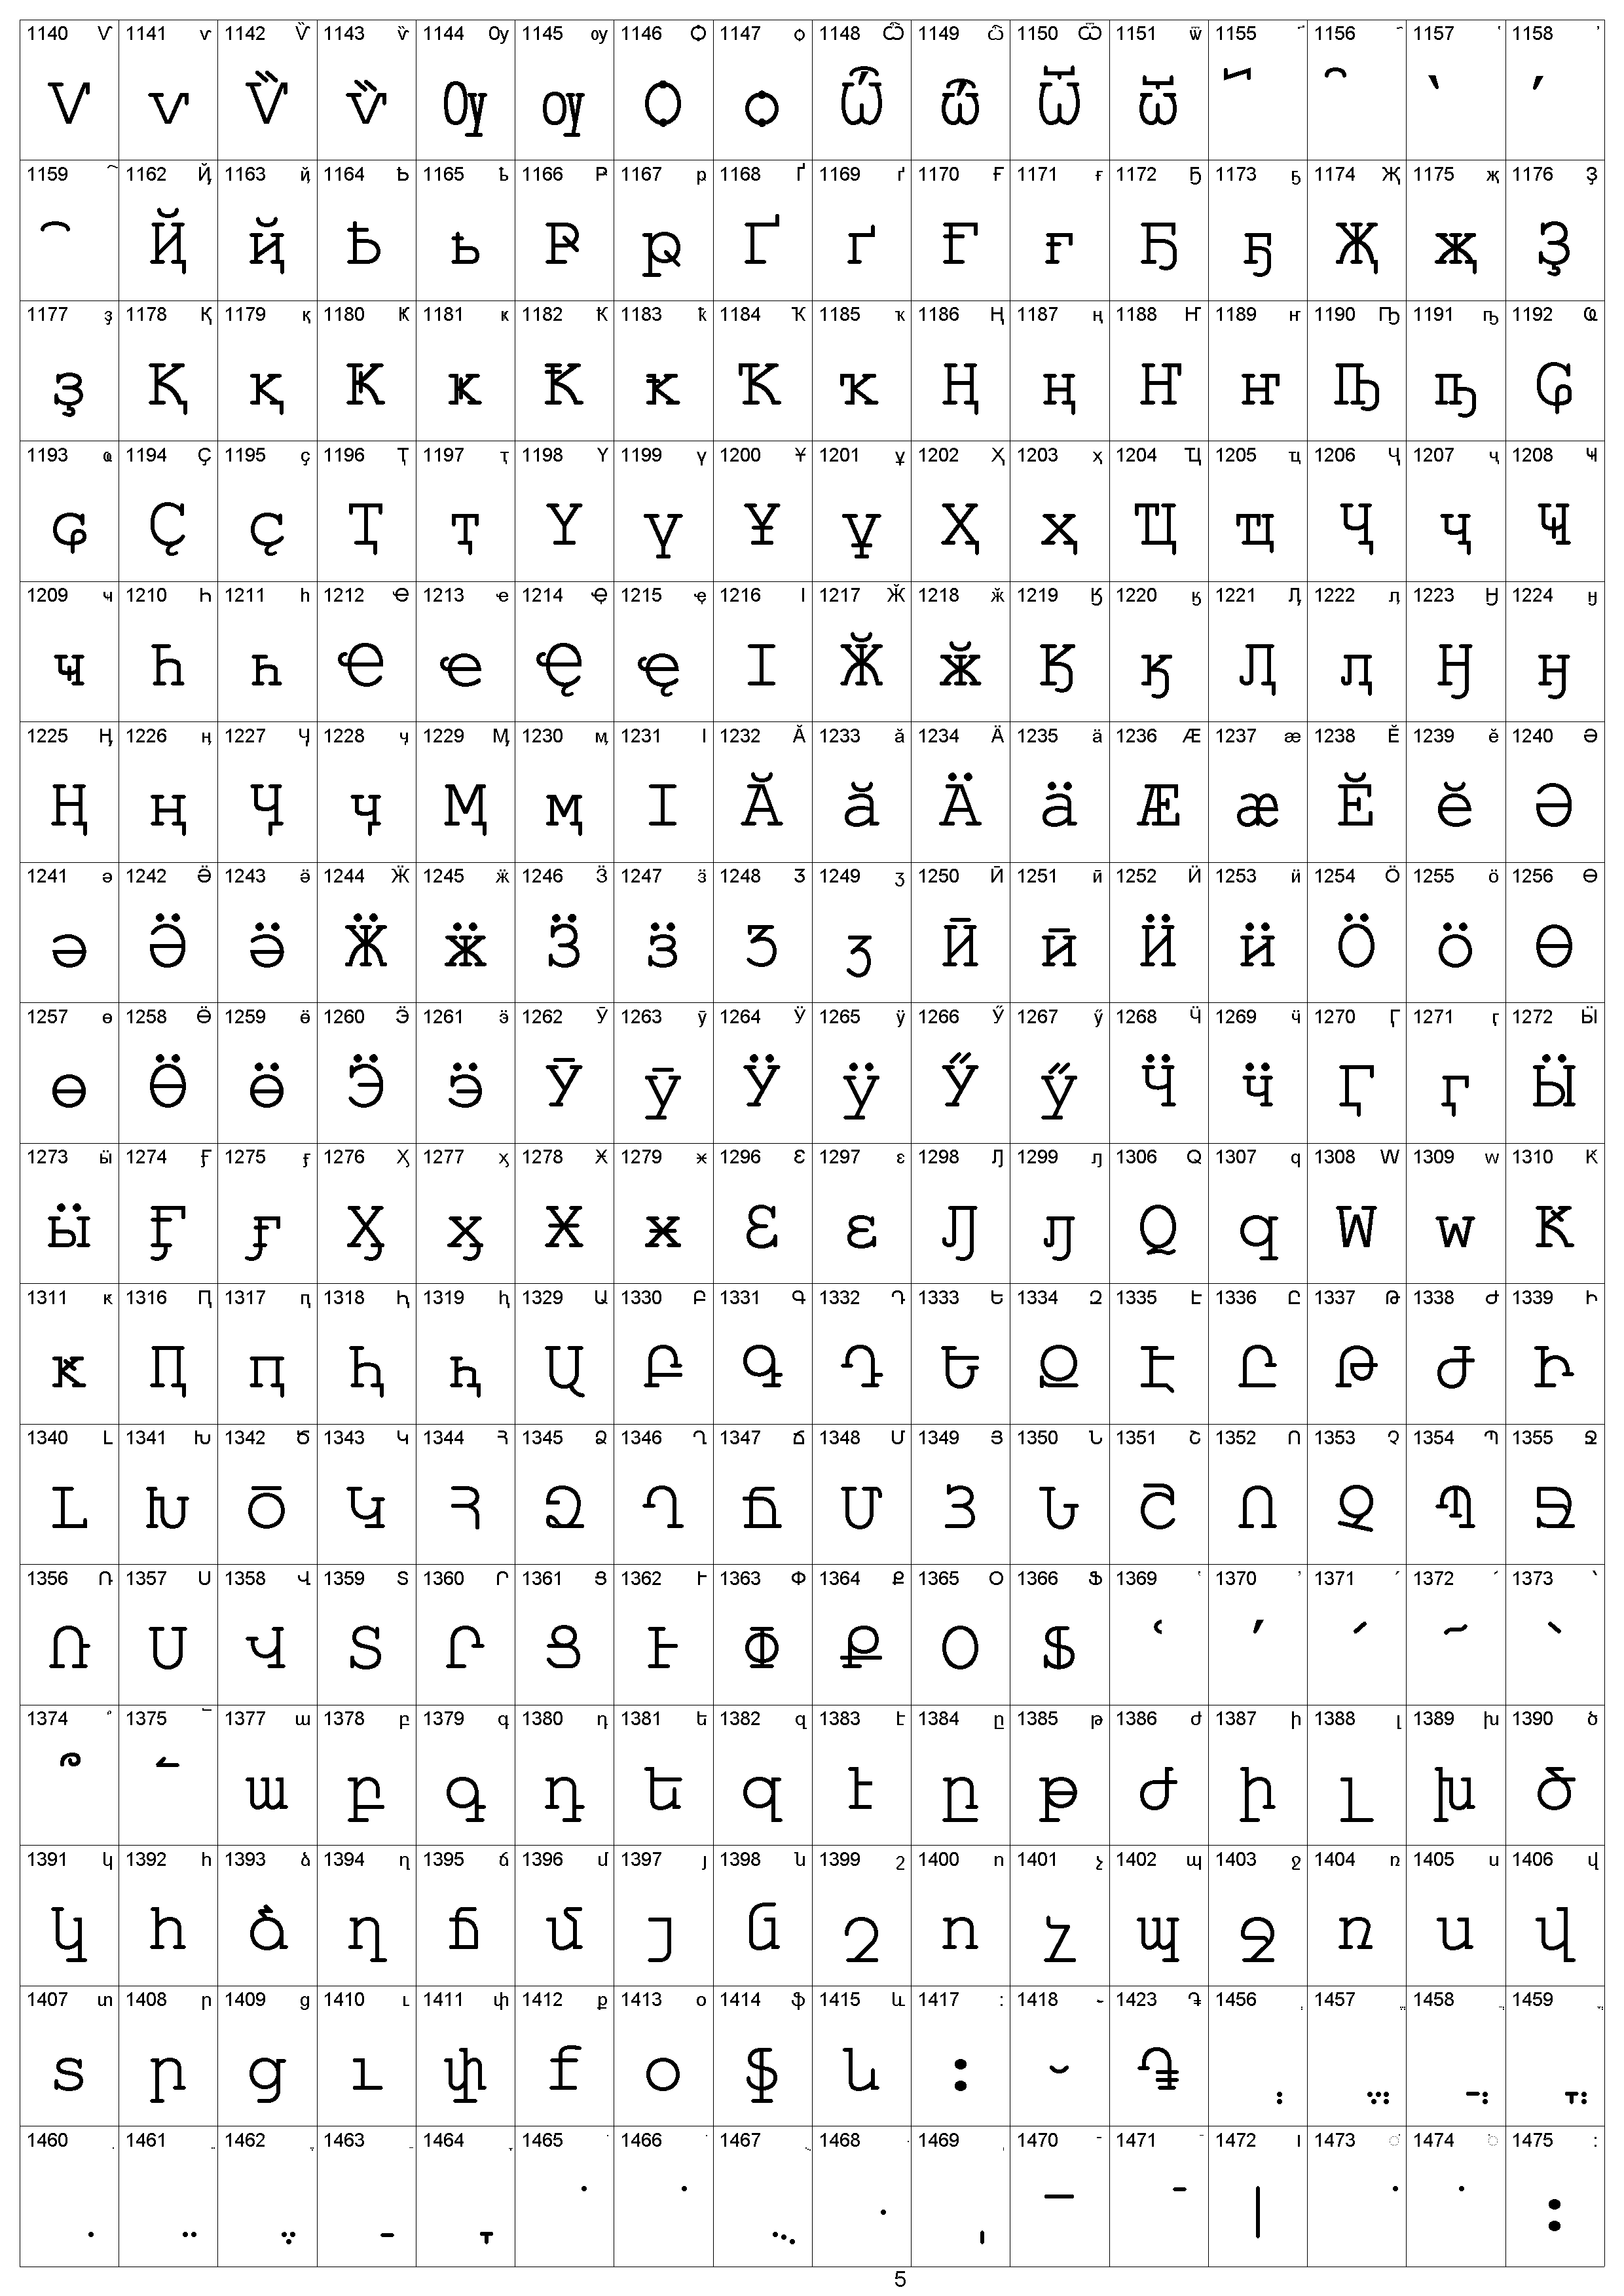 1140 Ѵ 1141 ѵ 1142 Ѷ 1143 ѷ 1144 Ѹ 1145 ѹ 1146 Ѻ 1147 ѻ 1148 Ѽ 1149 ѽ 1150 Ѿ 1151 ѿ 1155 ҃ 1156 ҄ 1157 ҅ 1158 ҆
Ѵ ѵ Ѷ ѷ Ѹ ѹ Ѻ ѻ Ѽ ѽ Ѿ ѿ ҃ ҄ ҅ ҆
1159 ҇ 1162 Ҋ 1163 ҋ 1164 Ҍ 1165 ҍ 1166 Ҏ 1167 ҏ 1168 Ґ 1169 ґ 1170 Ғ 1171 ғ 1172 Ҕ 1173 ҕ 1174 Җ 1175 җ 1176 Ҙ
҇ Ҋ ҋ Ҍ ҍ Ҏ ҏ Ґ ґ Ғ ғ Ҕ ҕ Җ җ Ҙ
1177 ҙ 1178 Қ 1179 қ 1180 Ҝ 1181 ҝ 1182 Ҟ 1183 ҟ 1184 Ҡ 1185 ҡ 1186 Ң 1187 ң 1188 Ҥ 1189 ҥ 1190 Ҧ 1191 ҧ 1192 Ҩ
ҙ Қ қ Ҝ ҝ Ҟ ҟ Ҡ ҡ Ң ң Ҥ ҥ Ҧ ҧ Ҩ
1193 ҩ 1194 Ҫ 1195 ҫ 1196 Ҭ 1197 ҭ 1198 Ү 1199 ү 1200 Ұ 1201 ұ 1202 Ҳ 1203 ҳ 1204 Ҵ 1205 ҵ 1206 Ҷ 1207 ҷ 1208 Ҹ
ҩ Ҫ ҫ Ҭ ҭ Ү ү Ұ ұ Ҳ ҳ Ҵ ҵ Ҷ ҷ Ҹ
1209 ҹ 1210 Һ 1211 һ 1212 Ҽ 1213 ҽ 1214 Ҿ 1215 ҿ 1216 Ӏ 1217 Ӂ 1218 ӂ 1219 Ӄ 1220 ӄ 1221 Ӆ 1222 ӆ 1223 Ӈ 1224 ӈ
ҹ Һ һ Ҽ ҽ Ҿ ҿ Ӏ Ӂ ӂ Ӄ ӄ Ӆ ӆ Ӈ ӈ
1225 Ӊ 1226 ӊ 1227 Ӌ 1228 ӌ 1229 Ӎ 1230 ӎ 1231 ӏ 1232 Ӑ 1233 ӑ 1234 Ӓ 1235 ӓ 1236 Ӕ 1237 ӕ 1238 Ӗ 1239 ӗ 1240 Ә
Ӊ ӊ Ӌ ӌ Ӎ ӎ ӏ Ӑ ӑ Ӓ ӓ Ӕ ӕ Ӗ ӗ Ә
1241 ә 1242 Ӛ 1243 ӛ 1244 Ӝ 1245 ӝ 1246 Ӟ 1247 ӟ 1248 Ӡ 1249 ӡ 1250 Ӣ 1251 ӣ 1252 Ӥ 1253 ӥ 1254 Ӧ 1255 ӧ 1256 Ө
ә Ӛ ӛ Ӝ ӝ Ӟ ӟ Ӡ ӡ Ӣ ӣ Ӥ ӥ Ӧ ӧ Ө
1257 ө 1258 Ӫ 1259 ӫ 1260 Ӭ 1261 ӭ 1262 Ӯ 1263 ӯ 1264 Ӱ 1265 ӱ 1266 Ӳ 1267 ӳ 1268 Ӵ 1269 ӵ 1270 Ӷ 1271 ӷ 1272 Ӹ
ө Ӫ ӫ Ӭ ӭ Ӯ ӯ Ӱ ӱ Ӳ ӳ Ӵ ӵ Ӷ ӷ Ӹ
1273 ӹ 1274 Ӻ 1275 ӻ 1276 Ӽ 1277 ӽ 1278 Ӿ 1279 ӿ 1296 Ԑ 1297 ԑ 1298 Ԓ 1299 ԓ 1306 Ԛ 1307 ԛ 1308 Ԝ 1309 ԝ 1310 Ԟ
ӹ Ӻ ӻ Ӽ ӽ Ӿ ӿ Ԑ ԑ Ԓ ԓ Ԛ ԛ Ԝ ԝ Ԟ
1311 ԟ 1316 Ԥ 1317 ԥ 1318 Ԧ 1319 ԧ 1329 Ա 1330 Բ 1331 Գ 1332 Դ 1333 Ե 1334 Զ 1335 Է 1336 Ը 1337 Թ 1338 Ժ 1339 Ի
ԟ Ԥ ԥ Ԧ ԧ Ա Բ Գ Դ Ե Զ Է Ը Թ Ժ Ի
1340 Լ 1341 Խ 1342 Ծ 1343 Կ 1344 Հ 1345 Ձ 1346 Ղ 1347 Ճ 1348 Մ 1349 Յ 1350 Ն 1351 Շ 1352 Ո 1353 Չ 1354 Պ 1355 Ջ
Լ Խ Ծ Կ Հ Ձ Ղ Ճ Մ Յ Ն Շ Ո Չ Պ Ջ
1356 Ռ 1357 Ս 1358 Վ 1359 Տ 1360 Ր 1361 Ց 1362 Ւ 1363 Փ 1364 Ք 1365 Օ 1366 Ֆ 1369 ՙ 1370 ՚ 1371 ՛ 1372 ՜ 1373 ՝
Ռ Ս Վ Տ Ր Ց Ւ Փ Ք Օ Ֆ ՙ ՚ ՛ ՜ ՝
1374 ՞ 1375 ՟ 1377 ա 1378 բ 1379 գ 1380 դ 1381 ե 1382 զ 1383 է 1384 ը 1385 թ 1386 ժ 1387 ի 1388 լ 1389 խ 1390 ծ
՞ ՟ ա բ գ դ ե զ է ը թ ժ ի լ խ ծ
1391 կ 1392 հ 1393 ձ 1394 ղ 1395 ճ 1396 մ 1397 յ 1398 ն 1399 շ 1400 ո 1401 չ 1402 պ 1403 ջ 1404 ռ 1405 ս 1406 վ
կ հ ձ ղ ճ մ յ ն շ ո չ պ ջ ռ ս վ
1407 տ 1408 ր 1409 ց 1410 ւ 1411 փ 1412 ք 1413 օ 1414 ֆ 1415 և 1417 ։ 1418 ֊ 1423 ֏ 1456 ְ 1457 ֱ 1458 ֲ 1459 ֳ
տ ր ց ւ փ ք օ ֆ և ։ ֊ ֏ ְ ֱ ֲ ֳ
1460 ִ 1461 ֵ 1462 ֶ 1463 ַ 1464 ָ 1465 ֹ 1466 ֺ 1467 ֻ 1468 ּ 1469 ֽ 1470 ־ 1471 ֿ 1472 ׀ 1473 ׁ 1474 ׂ 1475 ׃
ִ ֵ ֶ ַ ָ ֹ ֺ ֻ ּ ֽ ־ ֿ ׀ ׁ ׂ ׃
5